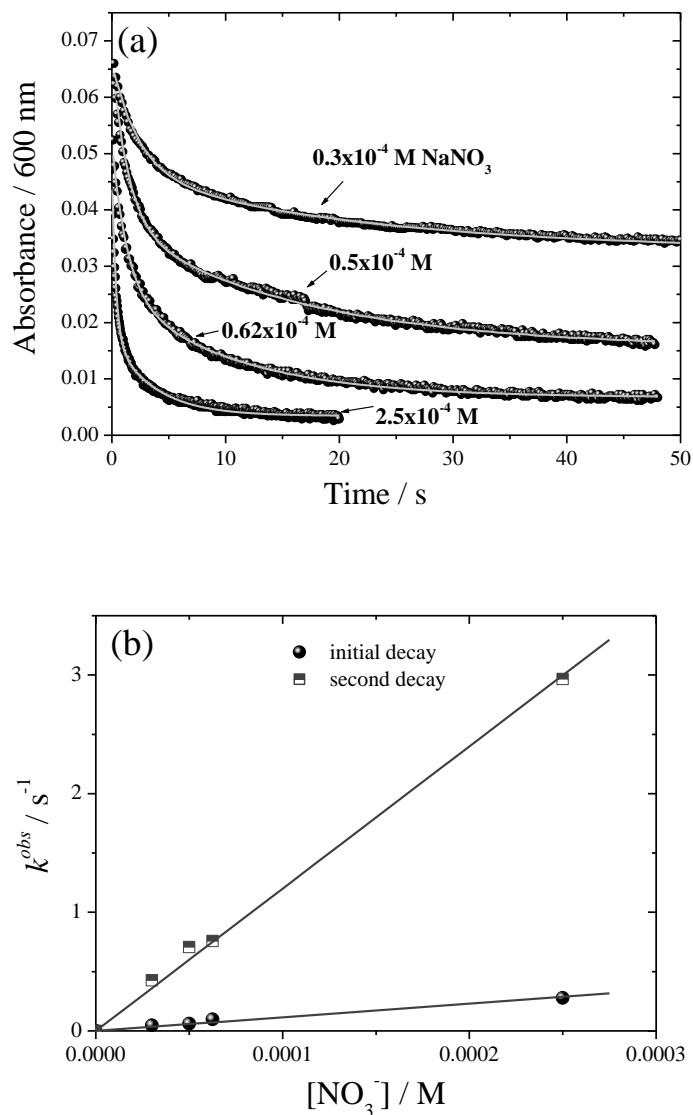 (a)
0.07
0.06
0.05
0.04
0.03
0.02
0.01
0.00
Absorbance / 600 nm
0.3x10⁻⁴ M NaNO₃
0.5x10⁻⁴ M
0.62x10⁻⁴ M
2.5x10⁻⁴ M
0 10 20 30 40 50
Time / s
(b)
initial decay
second decay
3
2
1
0
k^obs / s⁻¹
0.0000 0.0001 0.0002 0.0003
[NO₃⁻] / M